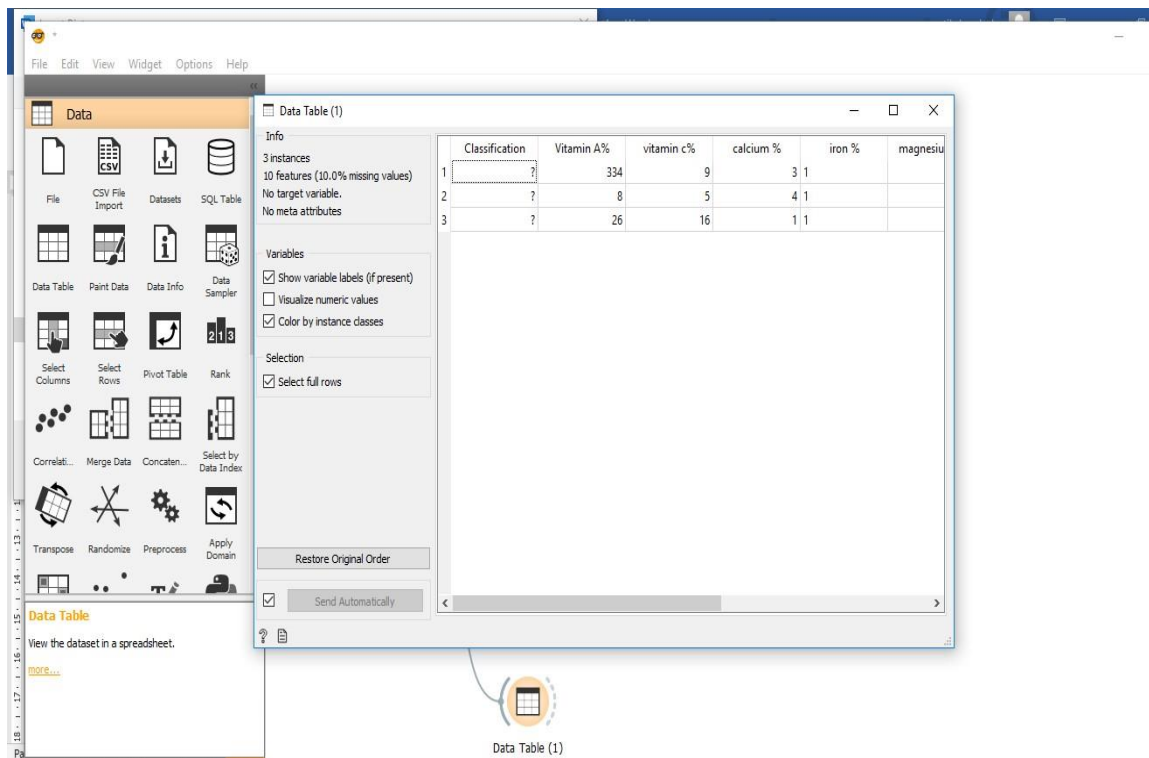 File Edit View Widget Options Help
Data
File
CSV File Import
Datasets
SQL Table
Data Table
Paint Data
Data Info
Data Sampler
Select Columns
Select Rows
Pivot Table
Rank
Correlati...
Merge Data
Concaten...
Select by Data Index
Transpose
Randomize
Preprocess
Apply Domain
Data Table
View the dataset in a spreadsheet.
more...
Data Table (1)
Info
3 instances
10 features (10.0% missing values)
No target variable.
No meta attributes
Variables
Show variable labels (if present)
Visualize numeric values
Color by instance classes
Selection
Select full rows
Restore Original Order
Send Automatically
Classification Vitamin A% vitamin c% calcium % iron % magnesiu
1 ? 334 9 3 1
2 ? 8 5 4 1
3 ? 26 16 1 1
Data Table (1)